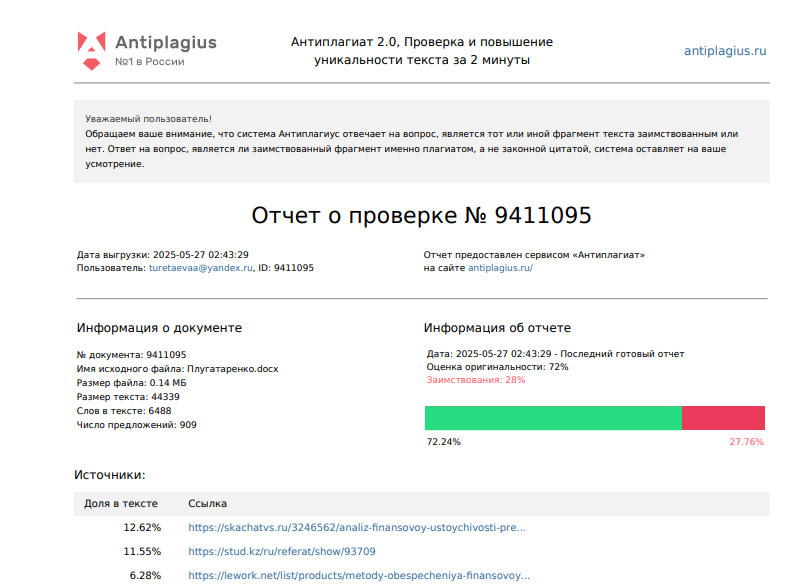 Antiplagius
№1 в России
Антиплагиат 2.0, Проверка и повышение
уникальности текста за 2 минуты
antiplagius.ru
Уважаемый пользователь!
Обращаем ваше внимание, что система Антиплагиус отвечает на вопрос, является тот или иной фрагмент текста заимствованным или
нет. Ответ на вопрос, является ли заимствованный фрагмент именно плагиатом, а не законной цитатой, система оставляет на ваше
усмотрение.
Отчет о проверке № 9411095
Дата выгрузки: 2025-05-27 02:43:29
Пользователь: turetaevaa@yandex.ru, ID: 9411095
Отчет предоставлен сервисом «Антиплагиат»
на сайте antiplagius.ru/
Информация о документе
№ документа: 9411095
Имя исходного файла: Плугатаренко.docx
Размер файла: 0.14 МБ
Размер текста: 44339
Слов в тексте: 6488
Число предложений: 909
Информация об отчете
Дата: 2025-05-27 02:43:29 - Последний готовый отчет
Оценка оригинальности: 72%
Заимствования: 28%
72.24% 27.76%
Источники:
Доля в тексте Ссылка
12.62% https://skachatvs.ru/3246562/analiz-finansovoy-ustoychivosti-pre...
11.55% https://stud.kz/ru/referat/show/93709
6.28% https://lework.net/list/products/metody-obespecheniya-finansovoy...